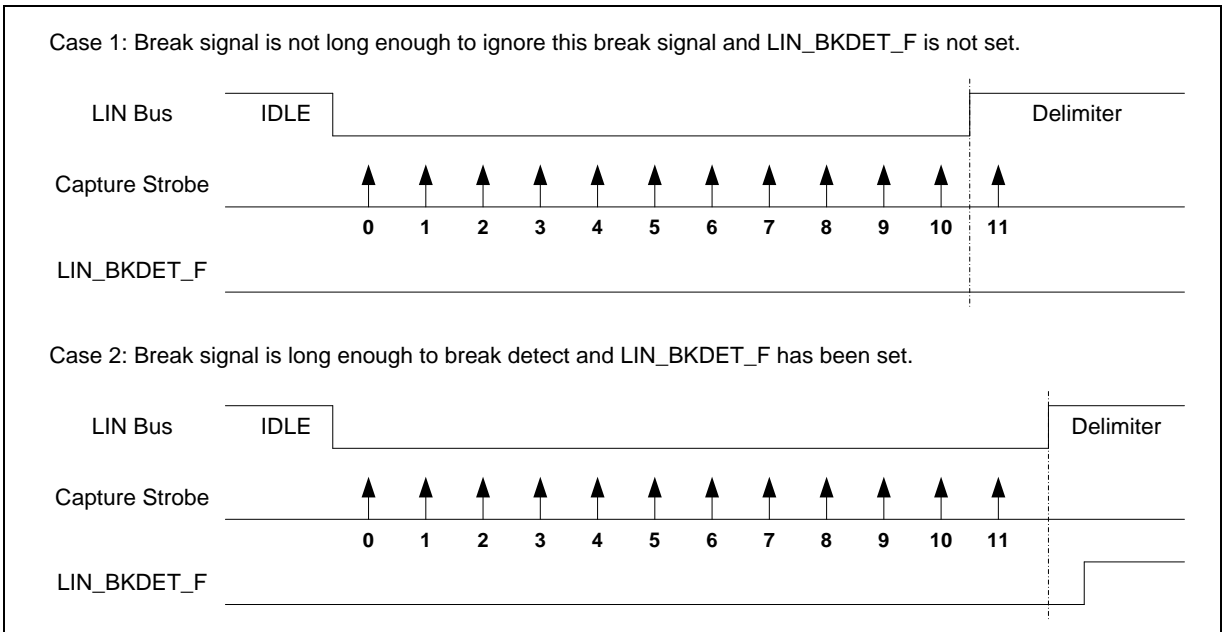 Case 1: Break signal is not long enough to ignore this break signal and LIN_BKDET_F is not set.
LIN Bus IDLE Delimiter
Capture Strobe
0 1 2 3 4 5 6 7 8 9 10 11
LIN_BKDET_F
Case 2: Break signal is long enough to break detect and LIN_BKDET_F has been set.
LIN Bus IDLE Delimiter
Capture Strobe
0 1 2 3 4 5 6 7 8 9 10 11
LIN_BKDET_F